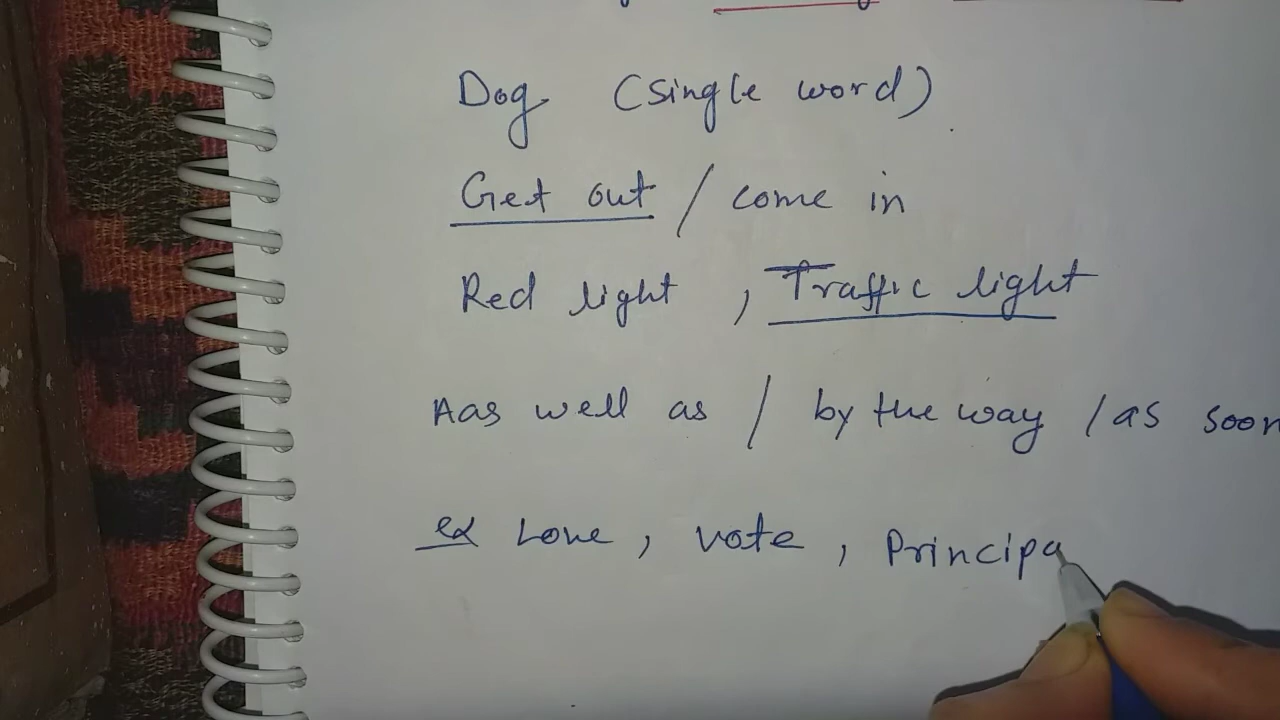 Dog (single word)
Get out / come in
Red light , Traffic light
Aas well as / by the way / as soon
ex Love , vote , Principa